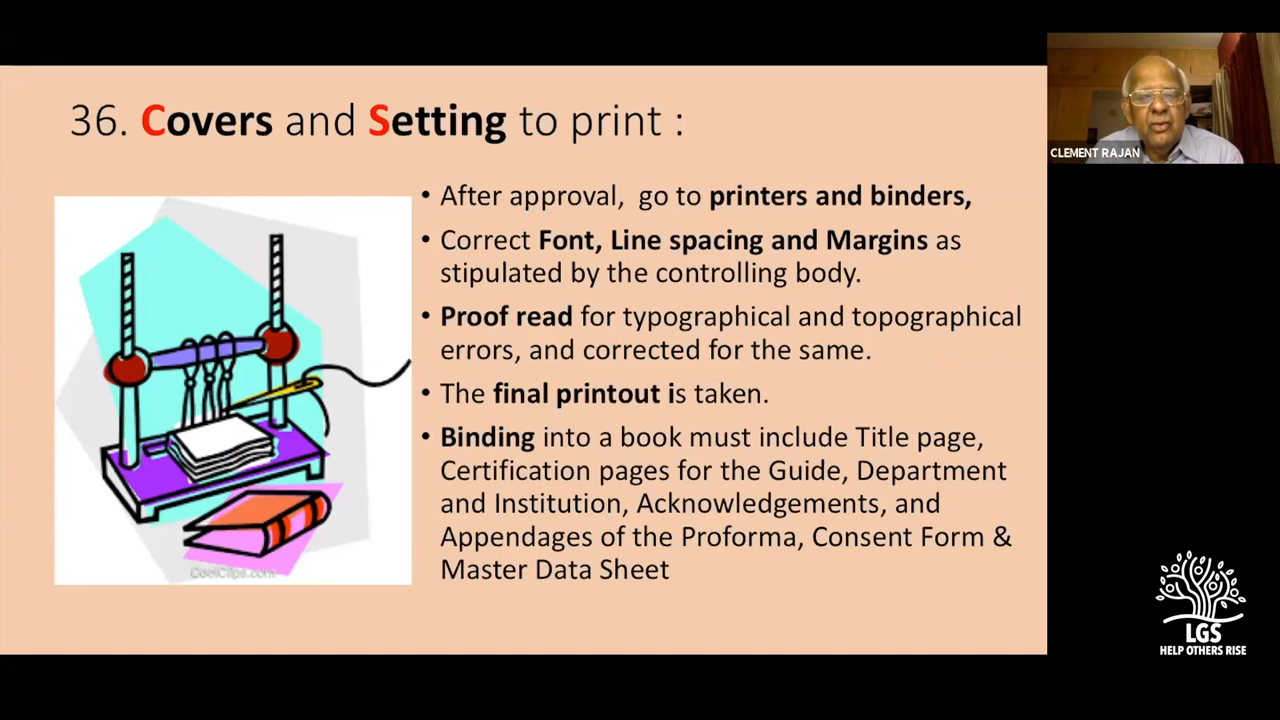 36. Covers and Setting to print :
• After approval,  go to printers and binders,
• Correct Font, Line spacing and Margins as
stipulated by the controlling body.
• Proof read for typographical and topographical
errors, and corrected for the same.
• The final printout is taken.
• Binding into a book must include Title page,
Certification pages for the Guide, Department
and Institution, Acknowledgements, and
Appendages of the Proforma, Consent Form &
Master Data Sheet
CoolClips.com
CLEMENT RAJAN
LGS
HELP OTHERS RISE